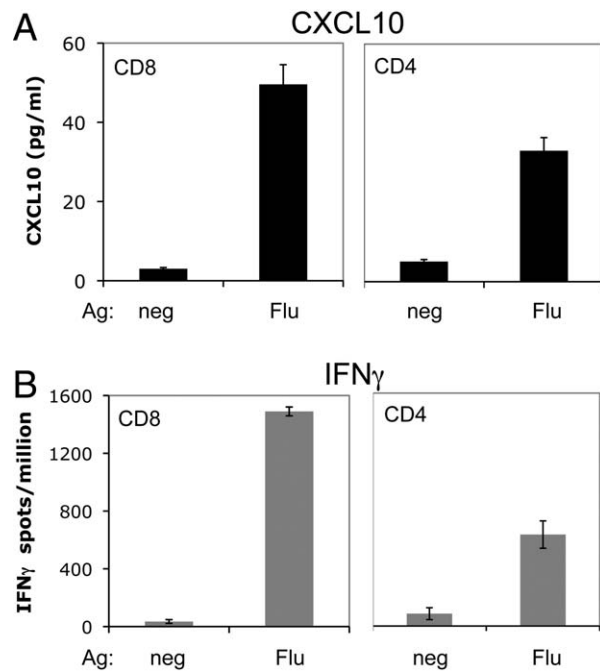 A
CXCL10
CXCL10 (pg/ml)
60
40
20
0
CD8
CD4
Ag: neg Flu neg Flu
B
IFNγ
IFNγ spots/million
1600
1200
800
400
0
CD8
CD4
Ag: neg Flu neg Flu